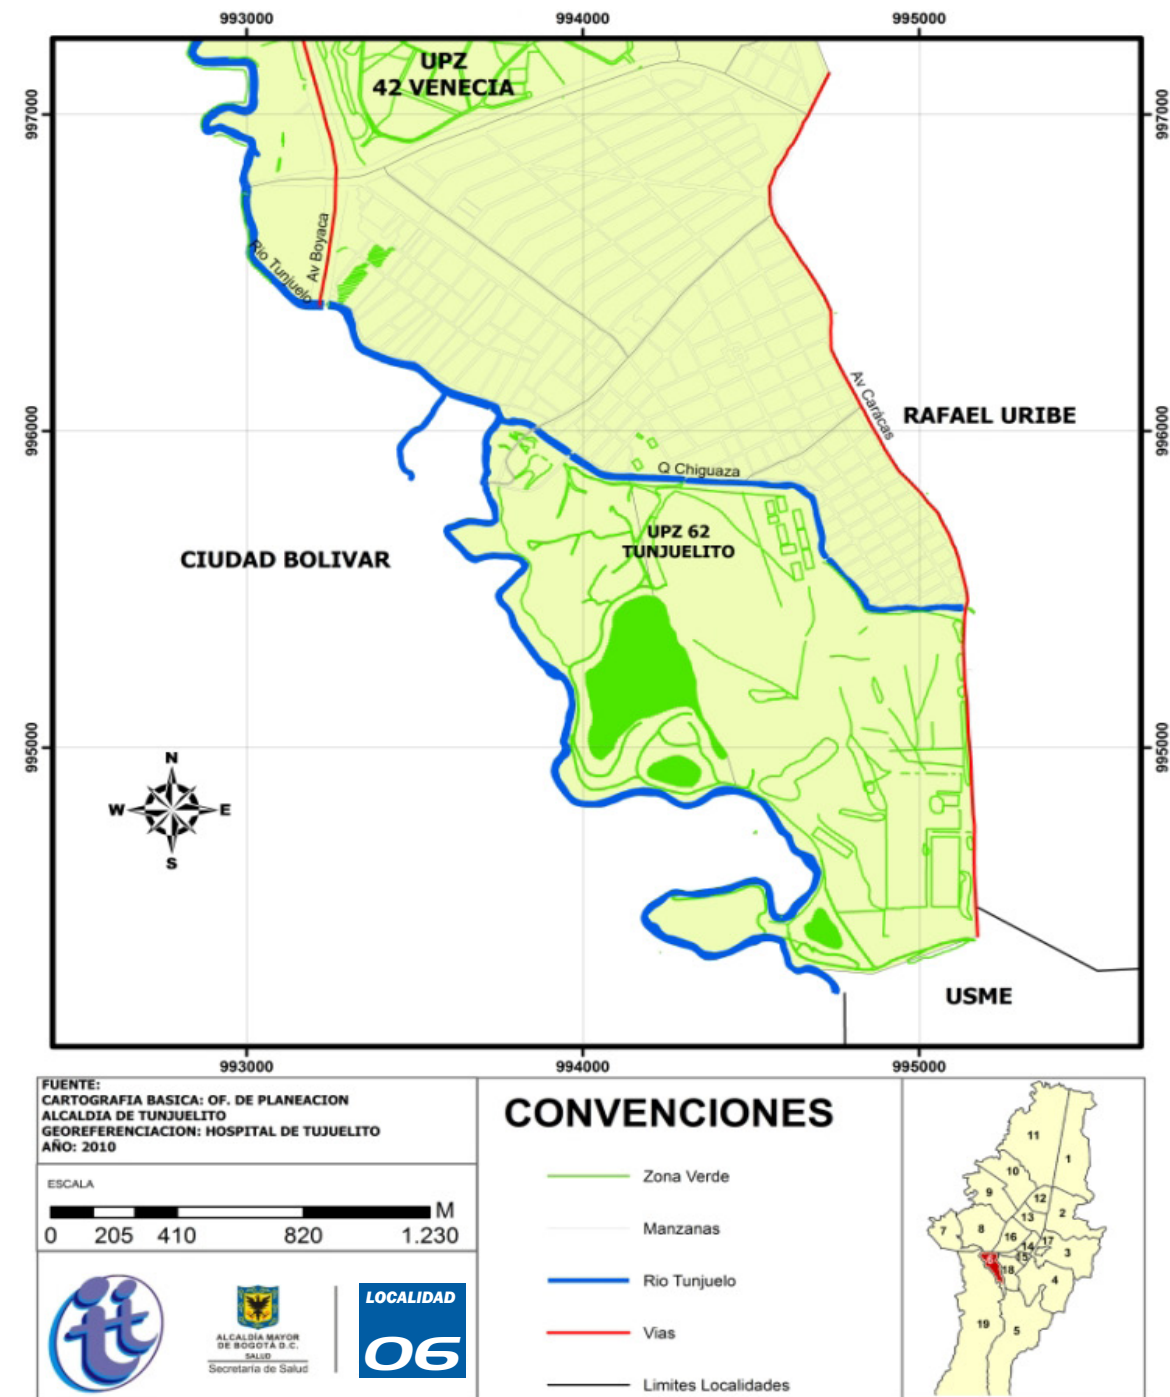 993000
994000
995000
UPZ
42 VENECIA
997000
997000
Rio Tunjuelo
Av Boyaca
Av Carácas
RAFAEL URIBE
996000
996000
Q Chiguaza
UPZ 62
TUNJUELITO
CIUDAD BOLIVAR
995000
995000
N
W
E
S
USME
993000
994000
995000
FUENTE:
CARTOGRAFIA BASICA: OF. DE PLANEACION
ALCALDIA DE TUNJUELITO
GEOREFERENCIACION: HOSPITAL DE TUJUELITO
AÑO: 2010
ESCALA
M
0 205 410 820 1.230
ALCALDÍA MAYOR
DE BOGOTÁ D.C.
SALUD
Secretaría de Salud
LOCALIDAD
06
CONVENCIONES
Zona Verde
Manzanas
Rio Tunjuelo
Vias
Limites Localidades
11
1
10
9
12
2
13
7
8
16
17
14
3
15
18
4
19
5